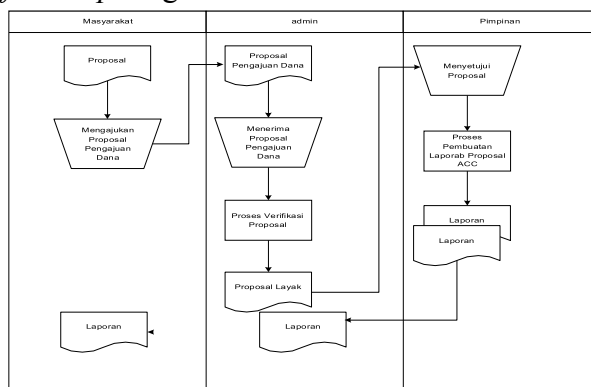 Masyarakat
admin
Pimpinan
Proposal
Mengajukan
Proposal
Pengajuan
Dana
Laporan
Proposal
Pengajuan Dana
Menerima
Proposal
Pengajuan
Dana
Proses Verifikasi
Proposal
Proposal Layak
Laporan
Menyetujui
Proposal
Proses
Pembuatan
Laporab Proposal
ACC
Laporan
Laporan